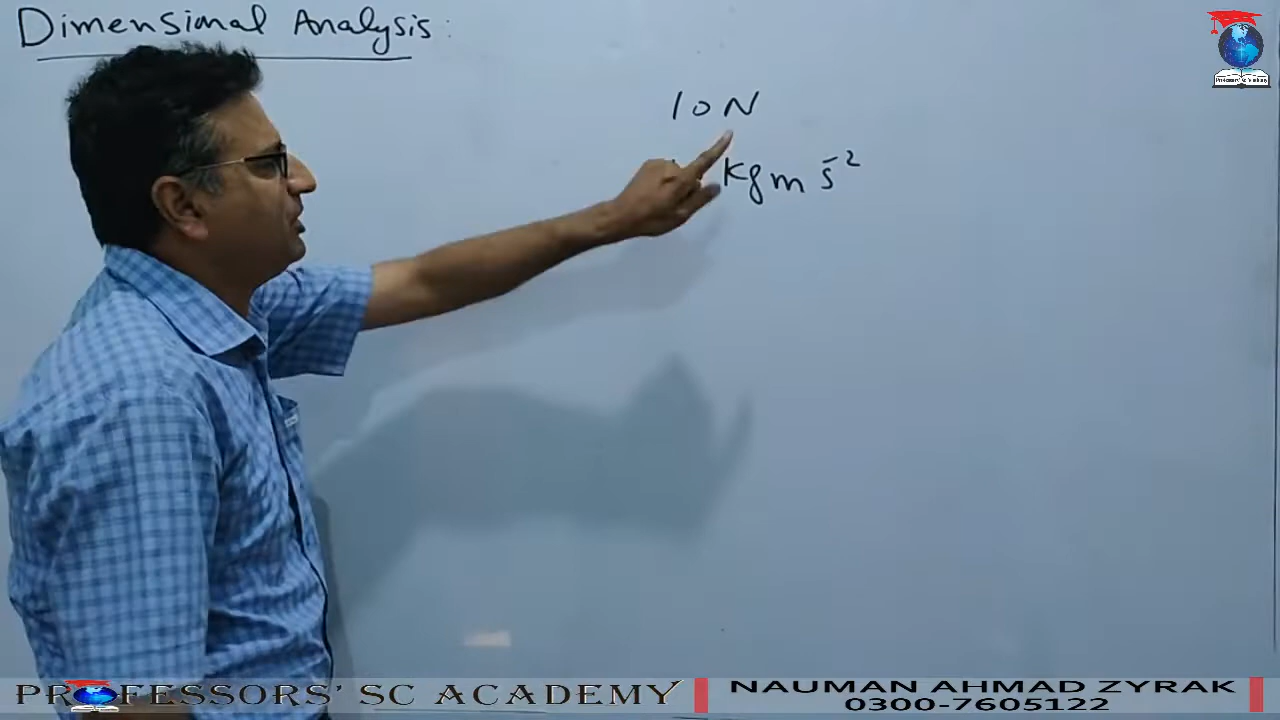 Dimensional Analysis:
10 N
kg m s⁻²
PROFESSORS' SC ACADEMY
NAUMAN AHMAD ZYRAK
0300-7605122